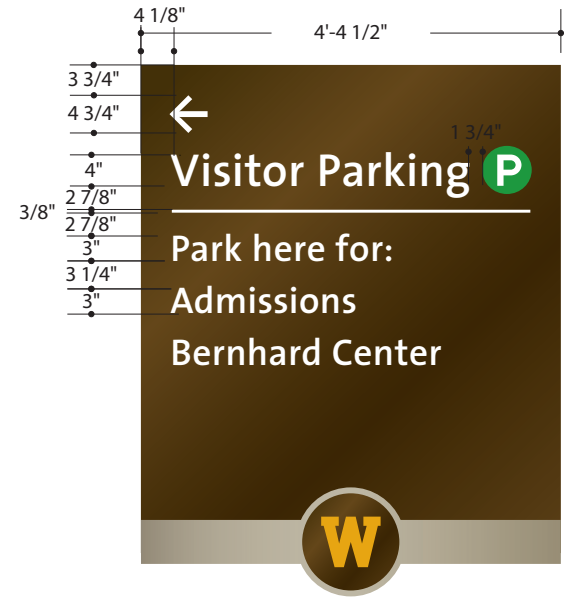 4 1/8"
4'-4 1/2"
3 3/4"
4 3/4"
1 3/4"
4"
Visitor Parking P
2 7/8"
3/8"
2 7/8"
3"
Park here for:
3 1/4"
3"
Admissions
Bernhard Center
W